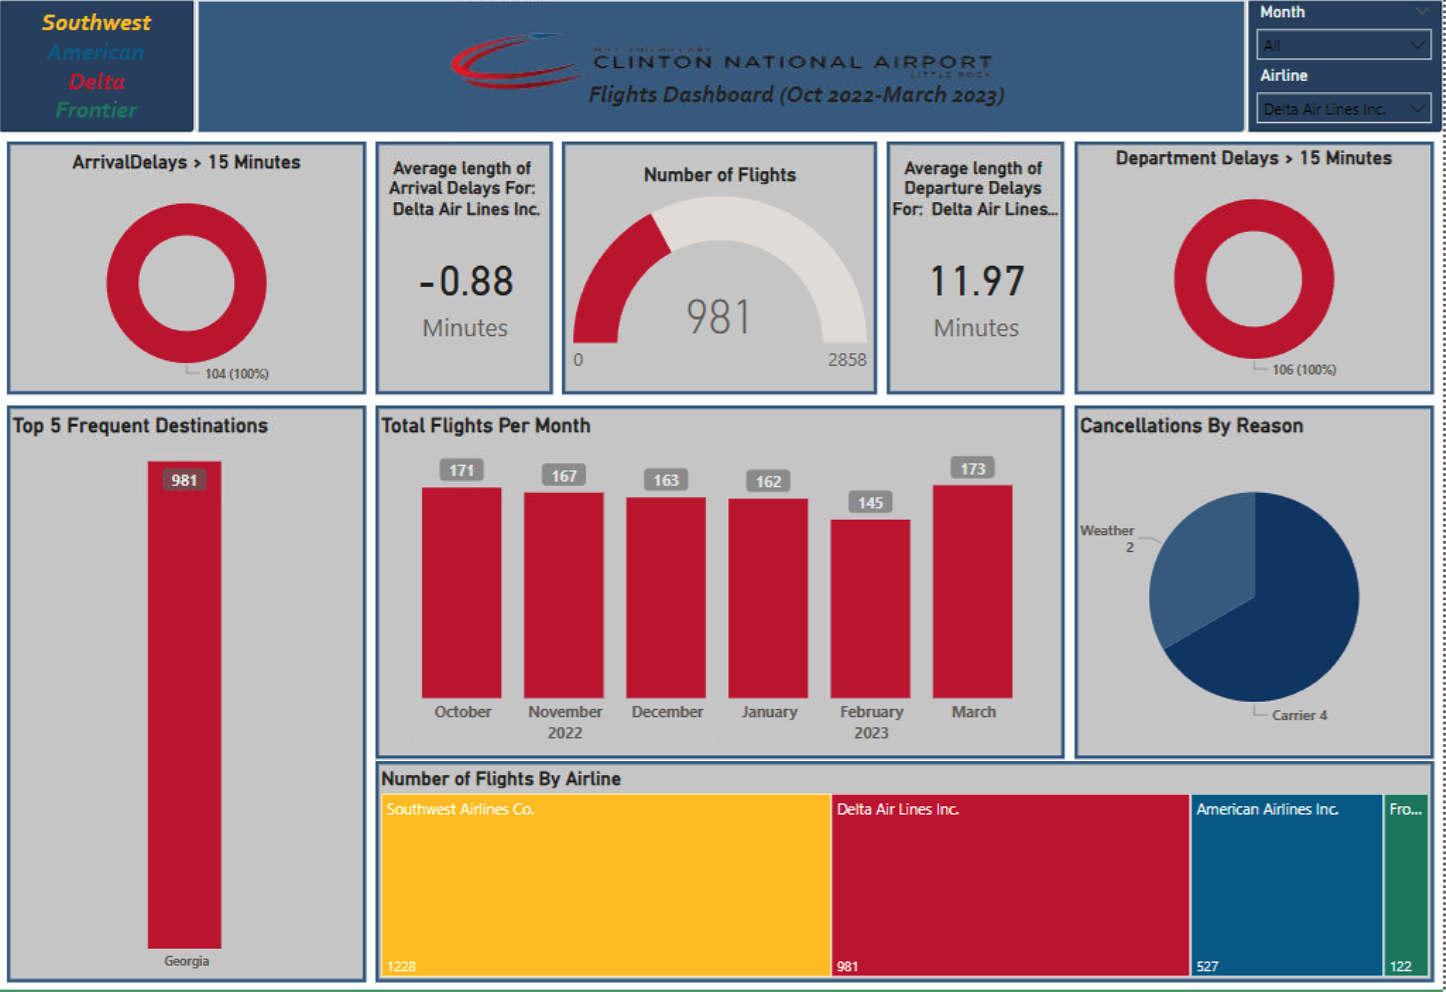 Southwest
American
Delta
Frontier
CLINTON NATIONAL AIRPORT
LITTLE ROCK
Flights Dashboard (Oct 2022-March 2023)
Month
All
Airline
Delta Air Lines Inc.
ArrivalDelays > 15 Minutes
104 (100%)
Average length of
Arrival Delays For:
Delta Air Lines Inc.
-0.88
Minutes
Number of Flights
981
0
2858
Average length of
Departure Delays
For: Delta Air Lines...
11.97
Minutes
Department Delays > 15 Minutes
106 (100%)
Top 5 Frequent Destinations
981
Georgia
Total Flights Per Month
171
167
163
162
145
173
October
November
December
January
February
March
2022
2023
Cancellations By Reason
Weather
2
Carrier 4
Number of Flights By Airline
Southwest Airlines Co.
1228
Delta Air Lines Inc.
981
American Airlines Inc.
527
Fro...
122